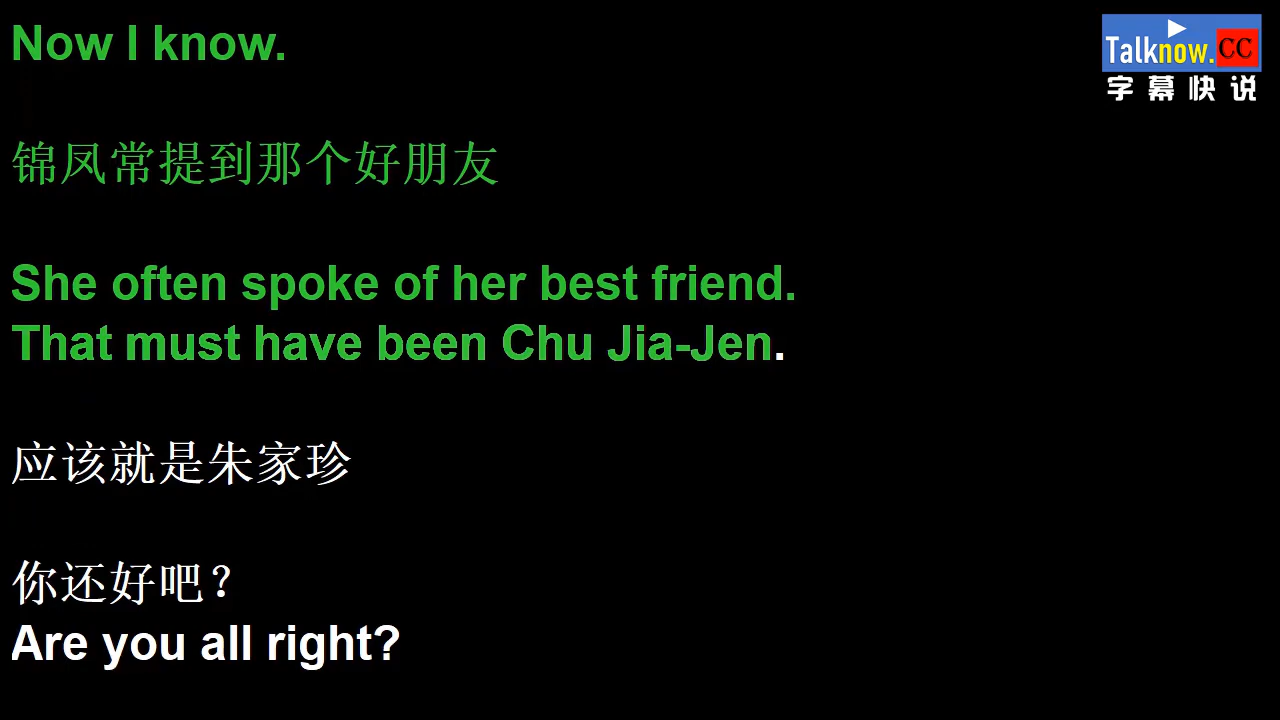 Now I know.
Talknow.CC
字幕快说
锦凤常提到那个好朋友
She often spoke of her best friend.
That must have been Chu Jia-Jen.
应该就是朱家珍
你还好吧？
Are you all right?